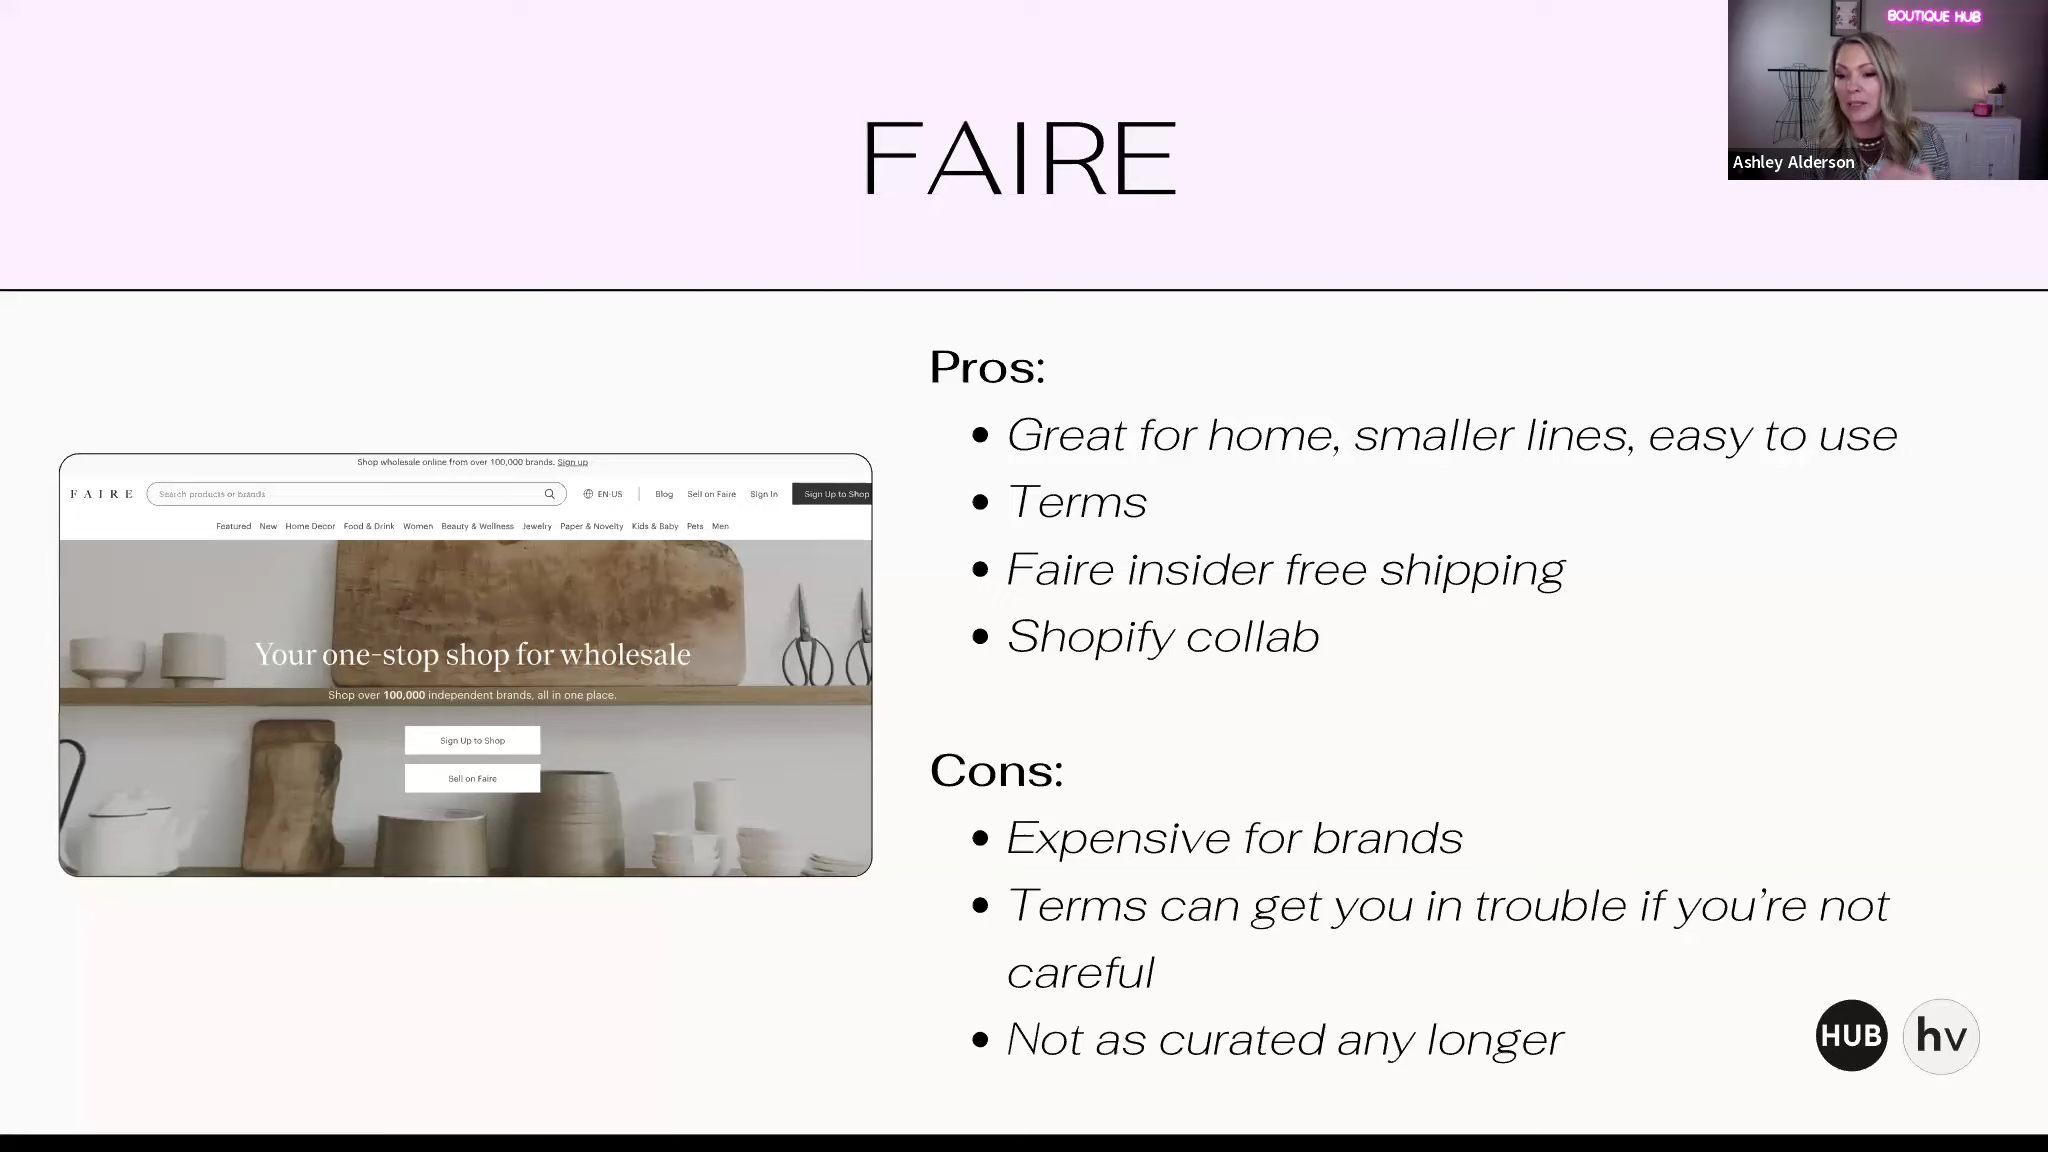 BOUTIQUE HUB
Ashley Alderson
FAIRE
Shop wholesale online from over 100,000 brands. Sign up
FAIRE
Search products or brands
EN-US
Blog
Sell on Faire
Sign In
Sign Up to Shop
Featured New Home Decor Food & Drink Women Beauty & Wellness Jewelry Paper & Novelty Kids & Baby Pets Men
Your one-stop shop for wholesale
Shop over 100,000 independent brands, all in one place.
Sign Up to Shop
Sell on Faire
Pros:
• Great for home, smaller lines, easy to use
• Terms
• Faire insider free shipping
• Shopify collab
Cons:
• Expensive for brands
• Terms can get you in trouble if you're not
careful
• Not as curated any longer
HUB
hv